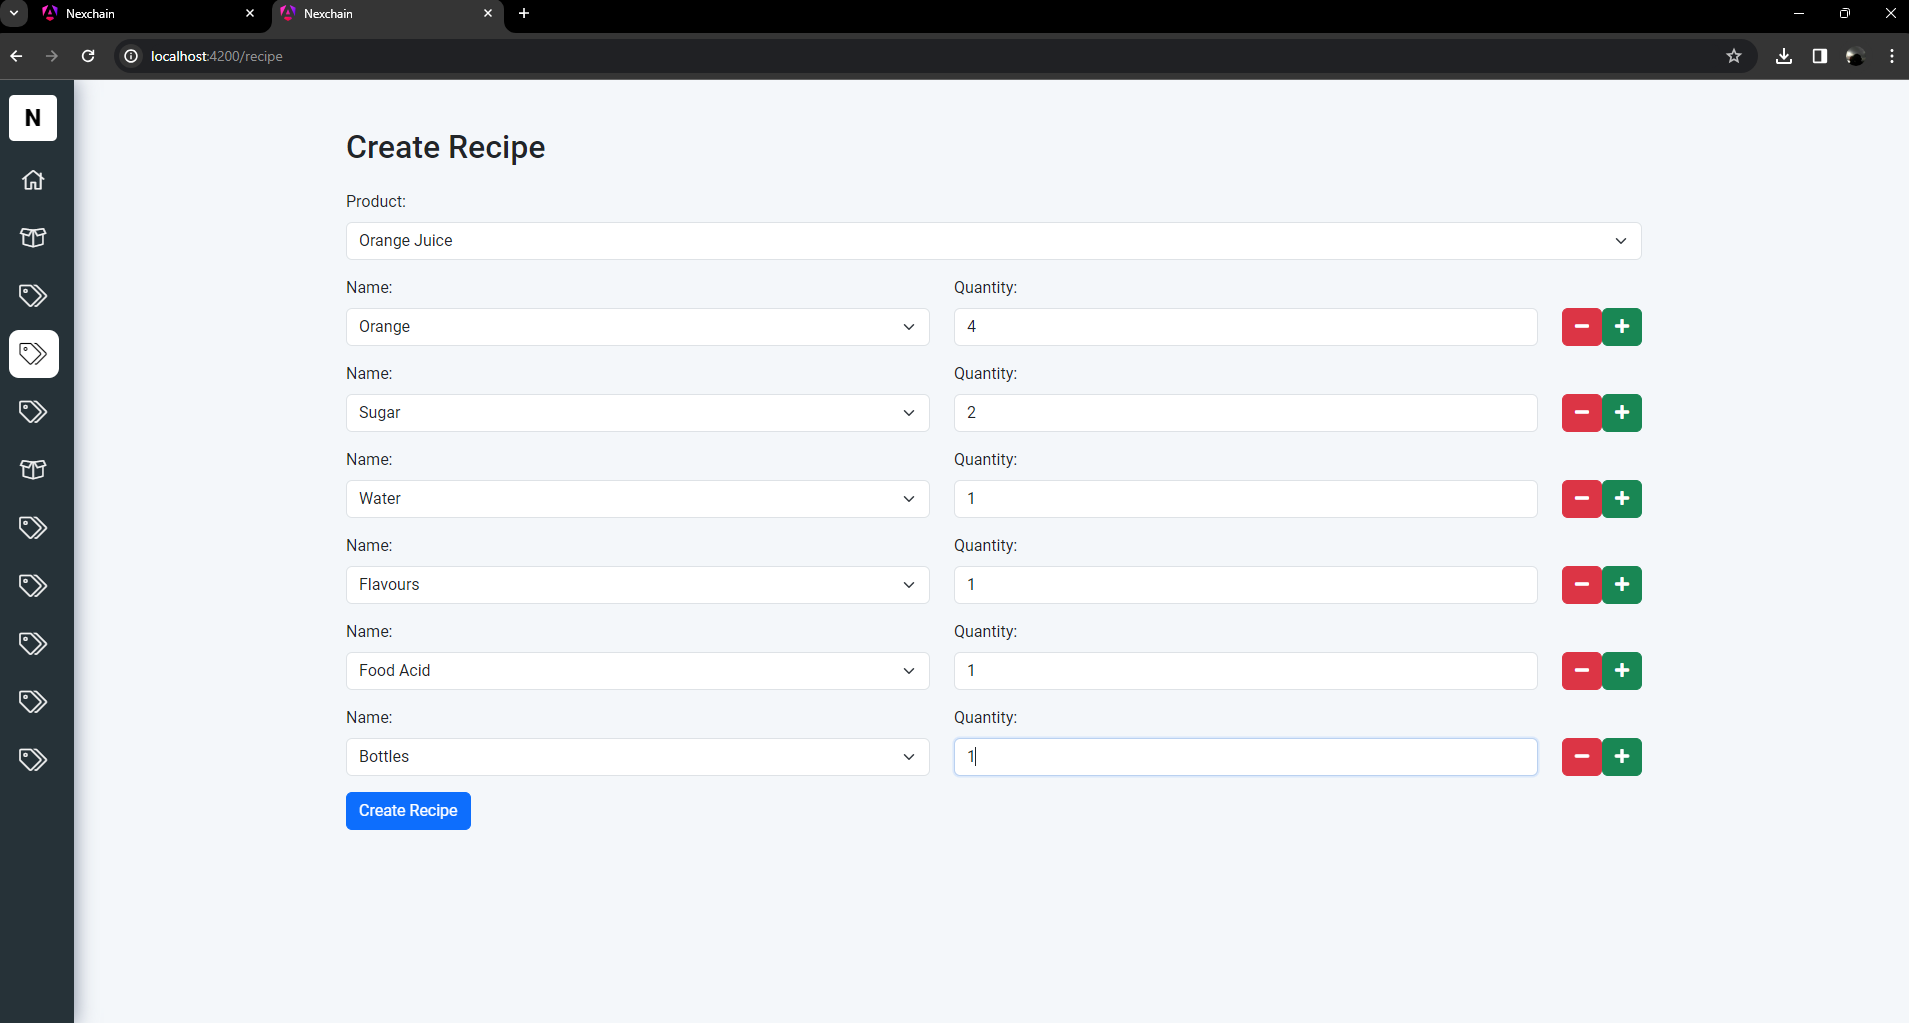 Nexchain
Nexchain
localhost:4200/recipe
N
Create Recipe
Product:
Orange Juice
Name: Quantity:
Orange 4
Name: Quantity:
Sugar 2
Name: Quantity:
Water 1
Name: Quantity:
Flavours 1
Name: Quantity:
Food Acid 1
Name: Quantity:
Bottles 1
Create Recipe